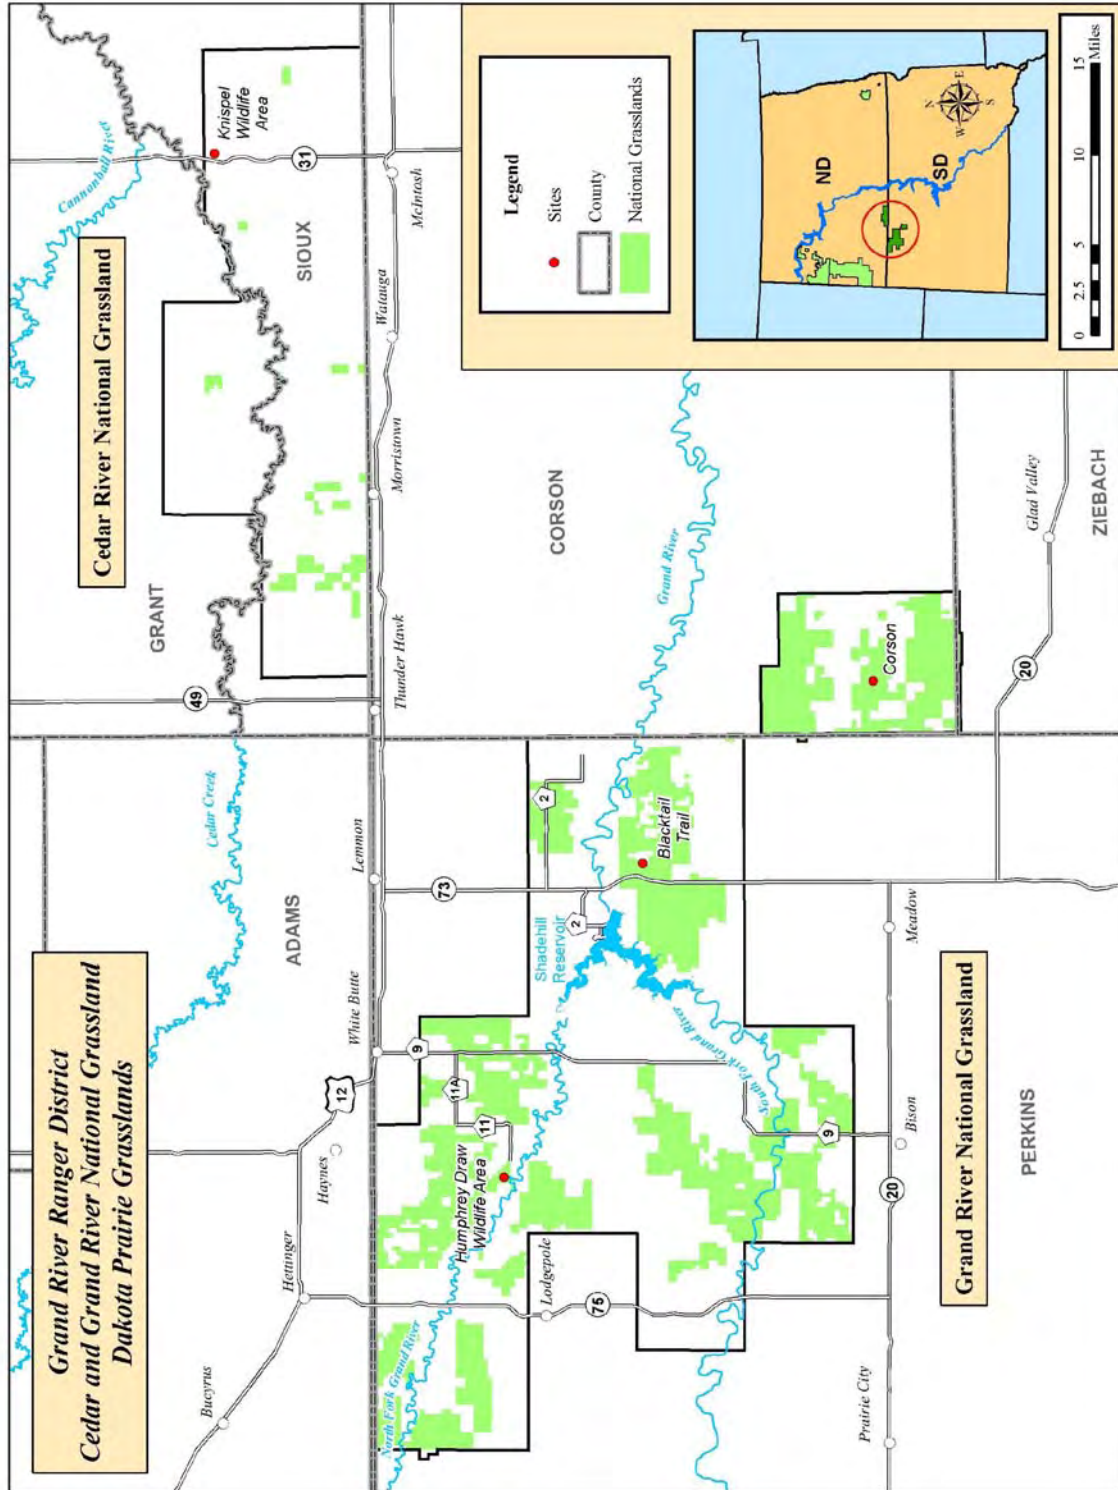 Grand River Ranger District
Cedar and Grand River National Grassland
Dakota Prairie Grasslands
Cedar River National Grassland
Grand River National Grassland
Cannonball River
Knispel
Wildlife
Area
31
SIOUX
GRANT
49
Cedar Creek
ADAMS
Bucyrus
Hettinger
Haynes
12
White Butte
Lemmon
Thunder Hawk
Morristown
Watauga
McIntosh
9
11A
11
73
2
2
Humphrey Draw
Wildlife Area
North Fork Grand River
Lodgepole
75
Shadehill
Reservoir
Blacktail
Trail
South Fork Grand River
Grand River
CORSON
Corson
9
Prairie City
20
Bison
Meadow
20
Glad Valley
PERKINS
ZIEBACH
Legend
Sites
County
National Grasslands
ND
SD
N
E
S
W
0 2.5 5 10 15
Miles